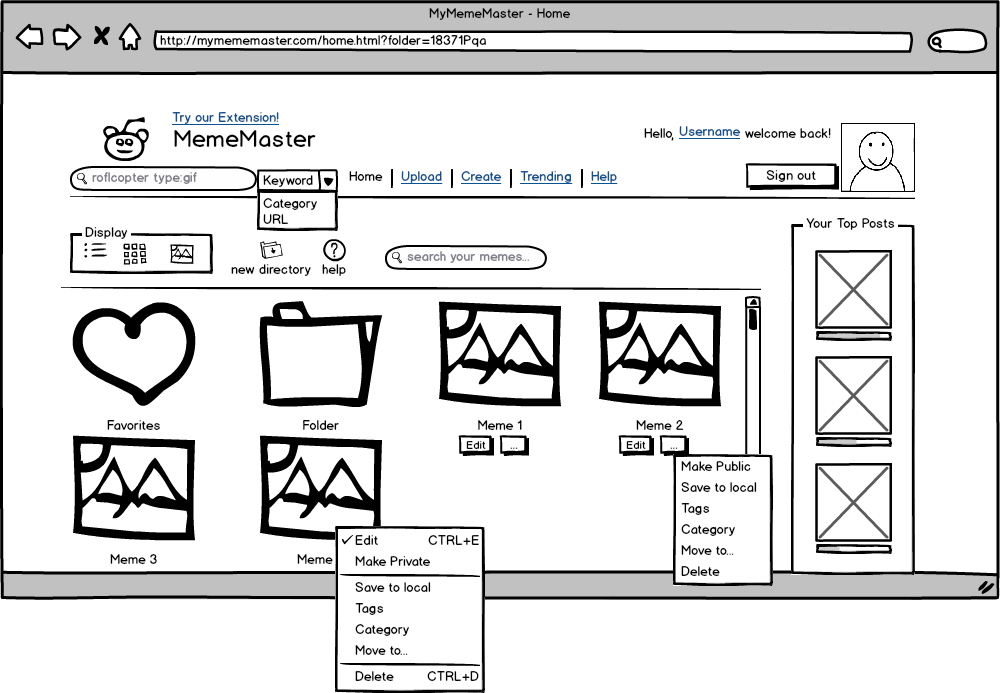 MyMemeMaster - Home
http://mymememaster.com/home.html?folder=18371Pqa
Try our Extension!
MemeMaster
Hello, Username welcome back!
roflcopter type:gif
Keyword
Home
Upload
Create
Trending
Help
Sign out
Category
URL
Display
new directory
help
search your memes...
Your Top Posts
Favorites
Folder
Meme 1
Meme 2
Edit
...
Edit
...
Make Public
Save to local
Tags
Category
Move to...
Delete
Meme 3
Meme
Edit CTRL+E
Make Private
Save to local
Tags
Category
Move to...
Delete CTRL+D